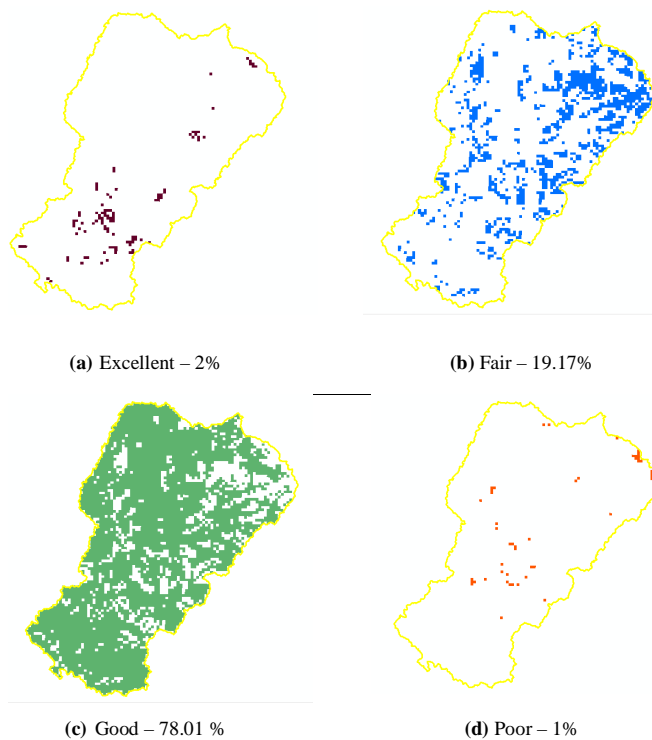 (a) Excellent – 2%
(b) Fair – 19.17%
(c) Good – 78.01 %
(d) Poor – 1%